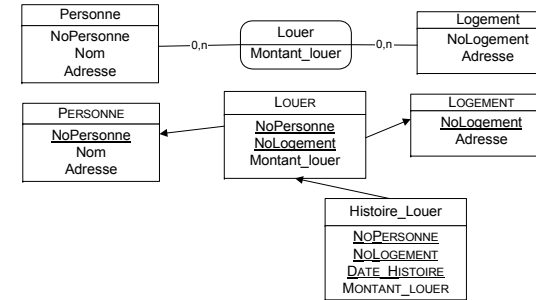 Personne
NoPersonne
Nom
Adresse
0,n
Louer
Montant_louer
0,n
Logement
NoLogement
Adresse
PERSONNE
NoPersonne
Nom
Adresse
LOUER
NoPersonne
NoLogement
Montant_louer
LOGEMENT
NoLogement
Adresse
Histoire_Louer
NOPERSONNE
NOLOGEMENT
DATE_HISTOIRE
MONTANT_LOUER